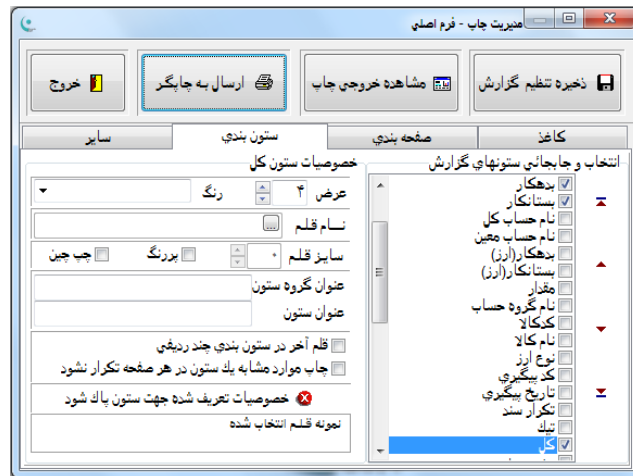 مديريت چاپ - فرم اصلي
ذخيره تنظيم گزارش
مشاهده خروجي چاپ
ارسال به چاپگر
خروج
كاغذ
صفحه بندي
ستون بندي
ساير
انتخاب و جابجائي ستونهاي گزارش
بدهكار
بستانكار
نام حساب كل
نام حساب معين
بدهكار(ارز)
بستانكار(ارز)
مقدار
نام گروه حساب
كدكالا
نام كالا
نوع ارز
كد پيگيري
تاريخ پيگيري
تكرار سند
تيك
كل
خصوصيات ستون كل
عرض ۴ رنگ
نــام قلم ...
سايز قلم ۰ پررنگ چپ چين
عنوان گروه ستون
عنوان ستون
قلم آخر در ستون بندي چند رديفي
چاپ موارد مشابه يك ستون در هر صفحه تكرار نشود
خصوصيات تعريف شده جهت ستون پاك شود
نمونه قـلـم انتخاب شده